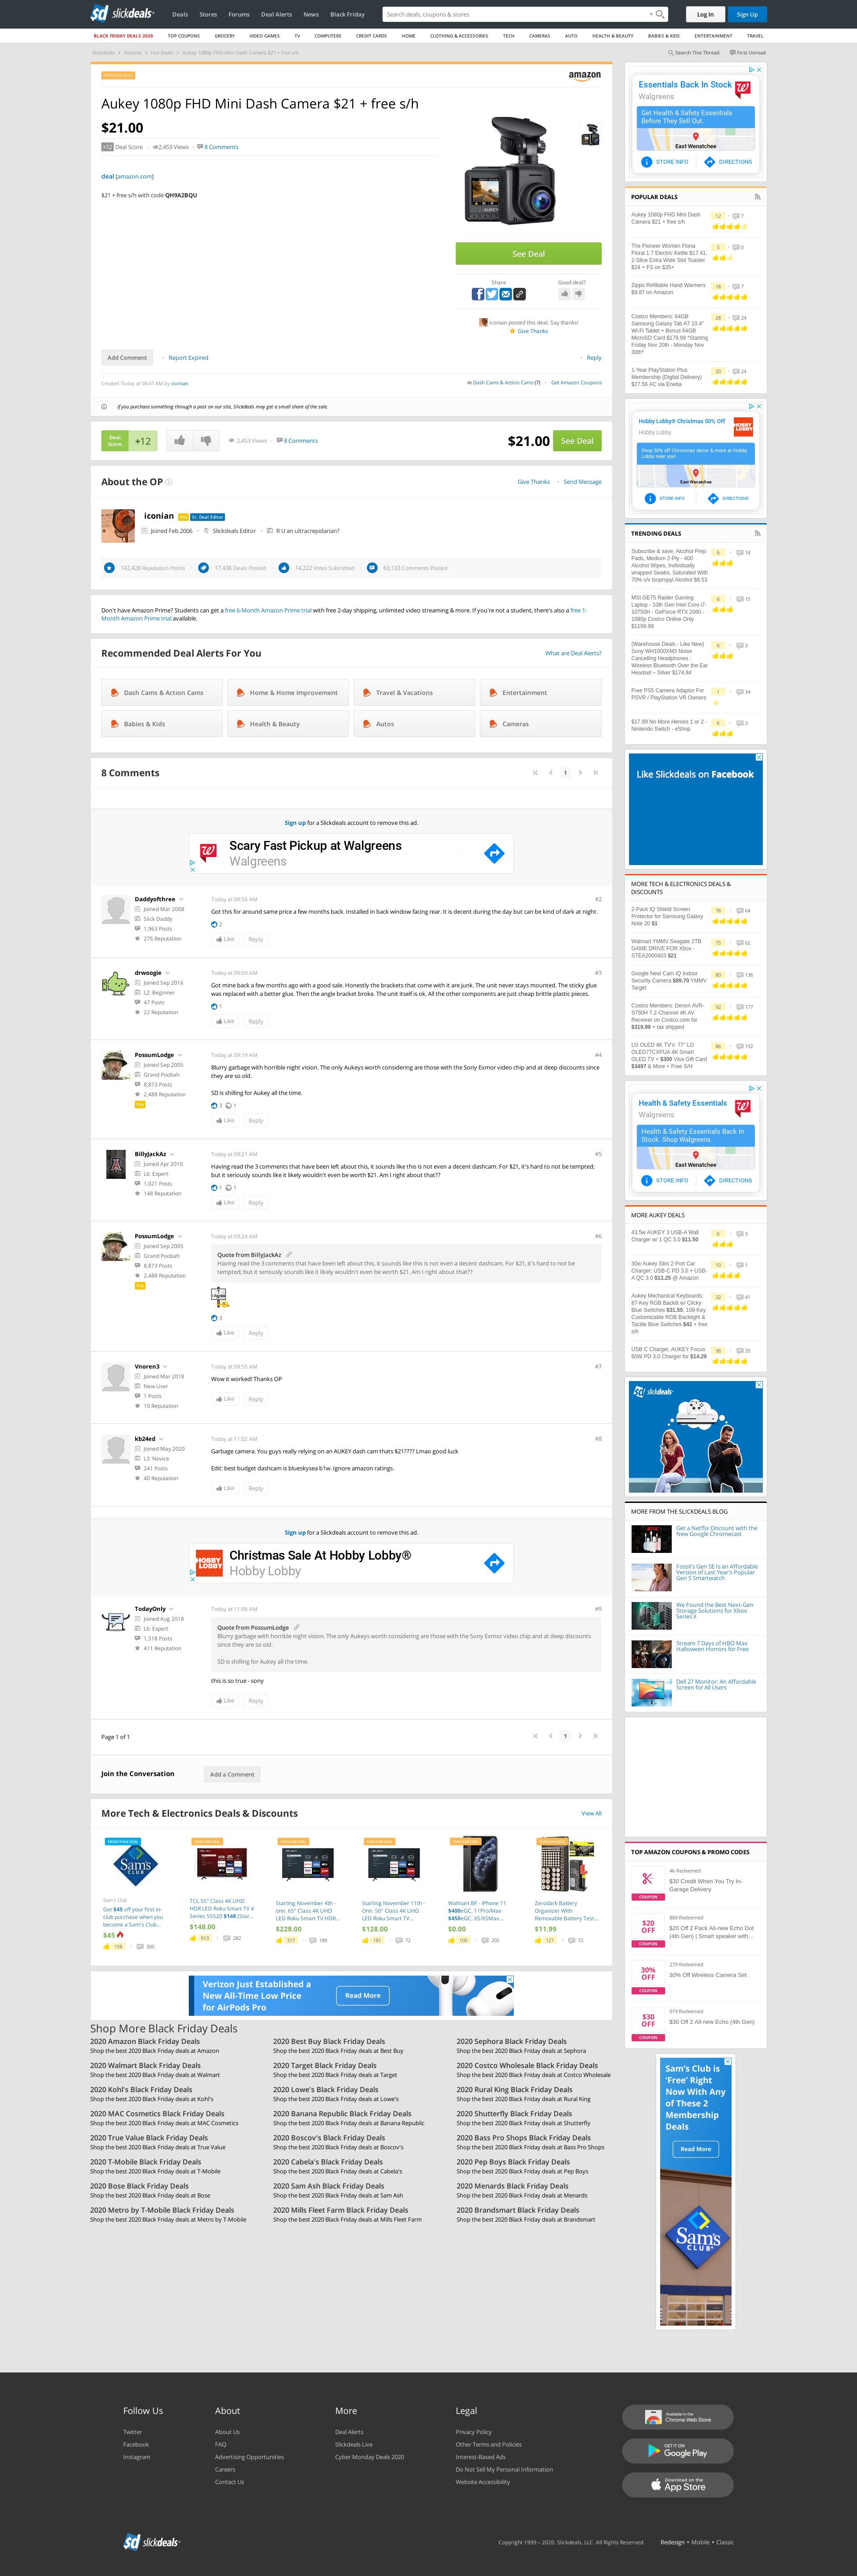 slickdeals
Deals Stores Forums Deal Alerts News Black Friday
Search deals, coupons & stores
Log In Sign Up
BLACK FRIDAY DEALS 2020 TOP COUPONS GROCERY VIDEO GAMES TV COMPUTERS CREDIT CARDS HOME CLOTHING & ACCESSORIES TECH CAMERAS AUTO HEALTH & BEAUTY BABIES & KIDS ENTERTAINMENT TRAVEL
Slickdeals Forums Hot Deals Aukey 1080p FHD Mini Dash Camera $21 + free s/h
Search This Thread First Unread
POPULAR DEAL
amazon.com
Aukey 1080p FHD Mini Dash Camera $21 + free s/h
$21.00
+12 Deal Score 2,453 Views 8 Comments
deal [amazon.com]
$21 + free s/h with code QH9A2BQU
AUKEY
See Deal
Share
Good deal?
iconian posted this deal. Say thanks!
Give Thanks
Add Comment Report Expired Reply
Created Today at 08:47 AM by iconian
in Dash Cams & Action Cams (7) Get Amazon Coupons
If you purchase something through a post on our site, Slickdeals may get a small share of the sale.
Deal Score +12 2,453 Views 8 Comments $21.00 See Deal
About the OP
Give Thanks Send Message
iconian Pro Sr. Deal Editor
Joined Feb 2006 Slickdeals Editor R U an ultracrepidarian?
142,428 Reputation Points 17,436 Deals Posted 14,222 Votes Submitted 63,133 Comments Posted
Don't have Amazon Prime? Students can get a free 6-Month Amazon Prime trial with free 2-day shipping, unlimited video streaming & more. If you're not a student, there's also a free 1-
Month Amazon Prime trial available.
Recommended Deal Alerts For You
What are Deal Alerts?
Dash Cams & Action Cams Home & Home Improvement Travel & Vacations Entertainment
Babies & Kids Health & Beauty Autos Cameras
8 Comments
1
Sign up for a Slickdeals account to remove this ad.
Scary Fast Pickup at Walgreens
Walgreens
Daddyofthree
Joined Mar 2008
Slick Daddy
1,963 Posts
276 Reputation
Today at 08:56 AM
#2
Got this for around same price a few months back. Installed in back window facing rear. It is decent during the day but can be kind of dark at night.
2
Like Reply
drwoogie
Joined Sep 2016
L2: Beginner
47 Posts
22 Reputation
Today at 09:09 AM
#3
Got mine back a few months ago with a good sale. Honestly the brackets that come with it are junk. The unit never stays mounted. The sticky glue
was replaced with a better glue. Then the angle bracket broke. The unit itself is ok. All the other components are just cheap brittle plastic pieces.
1
Like Reply
PossumLodge
Joined Sep 2005
Grand Poobah
8,873 Posts
2,488 Reputation
Pro
Today at 09:19 AM
#4
Blurry garbage with horrible night vision. The only Aukeys worth considering are those with the Sony Exmor video chip and at deep discounts since
they are so old.
SD is shilling for Aukey all the time.
3 1
Like Reply
BillyJackAz
Joined Apr 2010
L6: Expert
1,021 Posts
148 Reputation
Today at 09:21 AM
#5
Having read the 3 comments that have been left about this, it sounds like this is not even a decent dashcam. For $21, it's hard to not be tempted;
but it seriously sounds like it likely wouldn't even be worth $21. Am I right about that??
1 1
Like Reply
PossumLodge
Joined Sep 2005
Grand Poobah
8,873 Posts
2,488 Reputation
Pro
Today at 09:24 AM
#6
Quote from BillyJackAz
Having read the 3 comments that have been left about this, it sounds like this is not even a decent dashcam. For $21, it's hard to not be
tempted; but it seriously sounds like it likely wouldn't even be worth $21. Am I right about that??
3
Like Reply
Vnoren3
Joined Mar 2018
New User
1 Posts
10 Reputation
Today at 09:55 AM
#7
Wow it worked! Thanks OP
Like Reply
kb24ed
Joined May 2020
L3: Novice
241 Posts
40 Reputation
Today at 11:02 AM
#8
Garbage camera. You guys really relying on an AUKEY dash cam thats $21???? Lmao good luck
Edit: best budget dashcam is blueskysea b1w. Ignore amazon ratings.
Like Reply
Sign up for a Slickdeals account to remove this ad.
HOBBY LOBBY
Christmas Sale At Hobby Lobby®
Hobby Lobby
TodayOnly
Joined Aug 2018
L6: Expert
1,518 Posts
411 Reputation
Today at 11:06 AM
#9
Quote from PossumLodge
Blurry garbage with horrible night vision. The only Aukeys worth considering are those with the Sony Exmor video chip and at deep discounts
since they are so old.
SD is shilling for Aukey all the time.
this is so true - sony
Like Reply
Page 1 of 1
1
Join the Conversation Add a Comment
More Tech & Electronics Deals & Discounts
View All
FRONTPAGE DEAL
Sam's Club
Sam's Club
Get $45 off your first in-
club purchase when you
become a Sam's Club...
$45
158 300
POPULAR DEAL
TCL 55" Class 4K UHD
HDR LED Roku Smart TV 4
Series 55S20 $148 (Star...
$148.00
913 282
POPULAR DEAL
Starting November 4th -
onn. 65" Class 4K UHD
LED Roku Smart TV HDR...
$228.00
317 180
POPULAR DEAL
Starting November 11th -
Onn. 50" Class 4K UHD
LED Roku Smart TV...
$128.00
181 72
POPULAR DEAL
Walmart BF - iPhone 11
$400eGC, 11Pro/Max
$450eGC, XS/XSMax...
$0.00
100 205
POPULAR DEAL
Zerodark Battery
Organizer With
Removable Battery Test...
$11.99
121 72
Verizon Just Established a
New All-Time Low Price
for AirPods Pro
Read More
Shop More Black Friday Deals
2020 Amazon Black Friday Deals
Shop the best 2020 Black Friday deals at Amazon
2020 Best Buy Black Friday Deals
Shop the best 2020 Black Friday deals at Best Buy
2020 Sephora Black Friday Deals
Shop the best 2020 Black Friday deals at Sephora
2020 Walmart Black Friday Deals
Shop the best 2020 Black Friday deals at Walmart
2020 Target Black Friday Deals
Shop the best 2020 Black Friday deals at Target
2020 Costco Wholesale Black Friday Deals
Shop the best 2020 Black Friday deals at Costco Wholesale
2020 Kohl's Black Friday Deals
Shop the best 2020 Black Friday deals at Kohl's
2020 Lowe's Black Friday Deals
Shop the best 2020 Black Friday deals at Lowe's
2020 Rural King Black Friday Deals
Shop the best 2020 Black Friday deals at Rural King
2020 MAC Cosmetics Black Friday Deals
Shop the best 2020 Black Friday deals at MAC Cosmetics
2020 Banana Republic Black Friday Deals
Shop the best 2020 Black Friday deals at Banana Republic
2020 Shutterfly Black Friday Deals
Shop the best 2020 Black Friday deals at Shutterfly
2020 True Value Black Friday Deals
Shop the best 2020 Black Friday deals at True Value
2020 Boscov's Black Friday Deals
Shop the best 2020 Black Friday deals at Boscov's
2020 Bass Pro Shops Black Friday Deals
Shop the best 2020 Black Friday deals at Bass Pro Shops
2020 T-Mobile Black Friday Deals
Shop the best 2020 Black Friday deals at T-Mobile
2020 Cabela's Black Friday Deals
Shop the best 2020 Black Friday deals at Cabela's
2020 Pep Boys Black Friday Deals
Shop the best 2020 Black Friday deals at Pep Boys
2020 Bose Black Friday Deals
Shop the best 2020 Black Friday deals at Bose
2020 Sam Ash Black Friday Deals
Shop the best 2020 Black Friday deals at Sam Ash
2020 Menards Black Friday Deals
Shop the best 2020 Black Friday deals at Menards
2020 Metro by T-Mobile Black Friday Deals
Shop the best 2020 Black Friday deals at Metro by T-Mobile
2020 Mills Fleet Farm Black Friday Deals
Shop the best 2020 Black Friday deals at Mills Fleet Farm
2020 Brandsmart Black Friday Deals
Shop the best 2020 Black Friday deals at Brandsmart
Essentials Back In Stock
Walgreens
Get Health & Safety Essentials
Before They Sell Out.
East Wenatchee
STORE INFO DIRECTIONS
POPULAR DEALS
Aukey 1080p FHD Mini Dash
Camera $21 + free s/h
12 7
The Pioneer Women Fiona
Floral 1.7 Electric Kettle $17.41,
2-Slice Extra Wide Slot Toaster
$24 + FS on $35+
5 0
Zippo Refillable Hand Warmers
$9.87 on Amazon
16 7
Costco Members: 64GB
Samsung Galaxy Tab A7 10.4"
Wi-Fi Tablet + Bonus 64GB
MicroSD Card $179.99 *Starting
Friday Nov 20th - Monday Nov
30th*
28 24
1-Year PlayStation Plus
Membership (Digital Delivery)
$27.56 AC via Eneba
20 24
Hobby Lobby® Christmas 50% Off
Hobby Lobby
HOBBY LOBBY
Shop 50% off Christmas decor & more at Hobby
Lobby near you!
East Wenatchee
STORE INFO DIRECTIONS
TRENDING DEALS
Subscribe & save: Alcohol Prep
Pads, Medium 2-Ply - 400
Alcohol Wipes, Individually
wrapped Swabs, Saturated With
70% v/v Isopropyl Alcohol $8.53
6 18
MSI GE75 Raider Gaming
Laptop - 10th Gen Intel Core i7-
10750H - GeForce RTX 2060 -
1080p Costco Online Only
$1199.99
6 15
(Warehouse Deals - Like New)
Sony WH1000XM3 Noise
Cancelling Headphones :
Wireless Bluetooth Over the Ear
Headset – Silver $174.84
6 3
Free PS5 Camera Adaptor For
PSVR / PlayStation VR Owners
1 34
$17.99 No More Heroes 1 or 2 -
Nintendo Switch - eShop
6 3
Like Slickdeals on Facebook
MORE TECH & ELECTRONICS DEALS &
DISCOUNTS
2-Pack IQ Shield Screen
Protector for Samsung Galaxy
Note 20 $1
76 64
Walmart YMMV Seagate 2TB
GAME DRIVE FOR Xbox -
STEA2000403 $21
75 62
Google Nest Cam IQ Indoor
Security Camera $89.70 YMMV
Target
80 136
Costco Members: Denon AVR-
S750H 7.2-Channel 4K AV
Receiver on Costco.com for
$319.99 + tax shipped
92 177
LG OLED 4K TV's: 77" LG
OLED77CXPUA 4K Smart
OLED TV + $300 Visa Gift Card
$3497 & More + Free S/H
86 192
Health & Safety Essentials
Walgreens
Health & Safety Essentials Back In
Stock. Shop Walgreens.
East Wenatchee
STORE INFO DIRECTIONS
MORE AUKEY DEALS
43.5w AUKEY 3 USB-A Wall
Charger w/ 1 QC 3.0 $11.50
6 3
30w Aukey Slim 2 Port Car
Charger: USB-C PD 3.0 + USB-
A QC 3.0 $11.25 @ Amazon
10 1
Aukey Mechanical Keyboards:
87-Key RGB Backlit w/ Clicky
Blue Switches $31.50, 108-Key
Customizable RGB Backlight &
Tactile Blue Switches $42 + free
s/h
32 41
USB C Charger, AUKEY Focus
60W PD 3.0 Charger for $14.28
36 35
slickdeals
MORE FROM THE SLICKDEALS BLOG
Get a Netflix Discount with the
New Google Chromecast
Fossil's Gen 5E Is an Affordable
Version of Last Year's Popular
Gen 5 Smartwatch
We Found the Best Next-Gen
Storage Solutions for Xbox
Series X
Stream 7 Days of HBO Max
Halloween Horrors for Free
Dell 27 Monitor: An Affordable
Screen for All Users
TOP AMAZON COUPONS & PROMO CODES
4k Redeemed
$30 Credit When You Try In-
Garage Delivery
COUPON
$20 OFF
889 Redeemed
$20 Off 2 Pack All-new Echo Dot
(4th Gen) | Smart speaker with...
COUPON
30% OFF
279 Redeemed
30% Off Wireless Camera Set
COUPON
$30 OFF
619 Redeemed
$30 Off 2 All-new Echo (4th Gen)
COUPON
Sam's Club is
'Free' Right
Now With Any
of These 2
Membership
Deals
Read More
SAM'S CLUB
Follow Us
Twitter
Facebook
Instagram
About
About Us
FAQ
Advertising Opportunities
Careers
Contact Us
More
Deal Alerts
Slickdeals Live
Cyber Monday Deals 2020
Legal
Privacy Policy
Other Terms and Policies
Interest-Based Ads
Do Not Sell My Personal Information
Website Accessibility
Available in the
Chrome Web Store
GET IT ON
Google Play
Download on the
App Store
slickdeals
Copyright 1999 - 2020. Slickdeals, LLC. All Rights Reserved. Redesign • Mobile • Classic